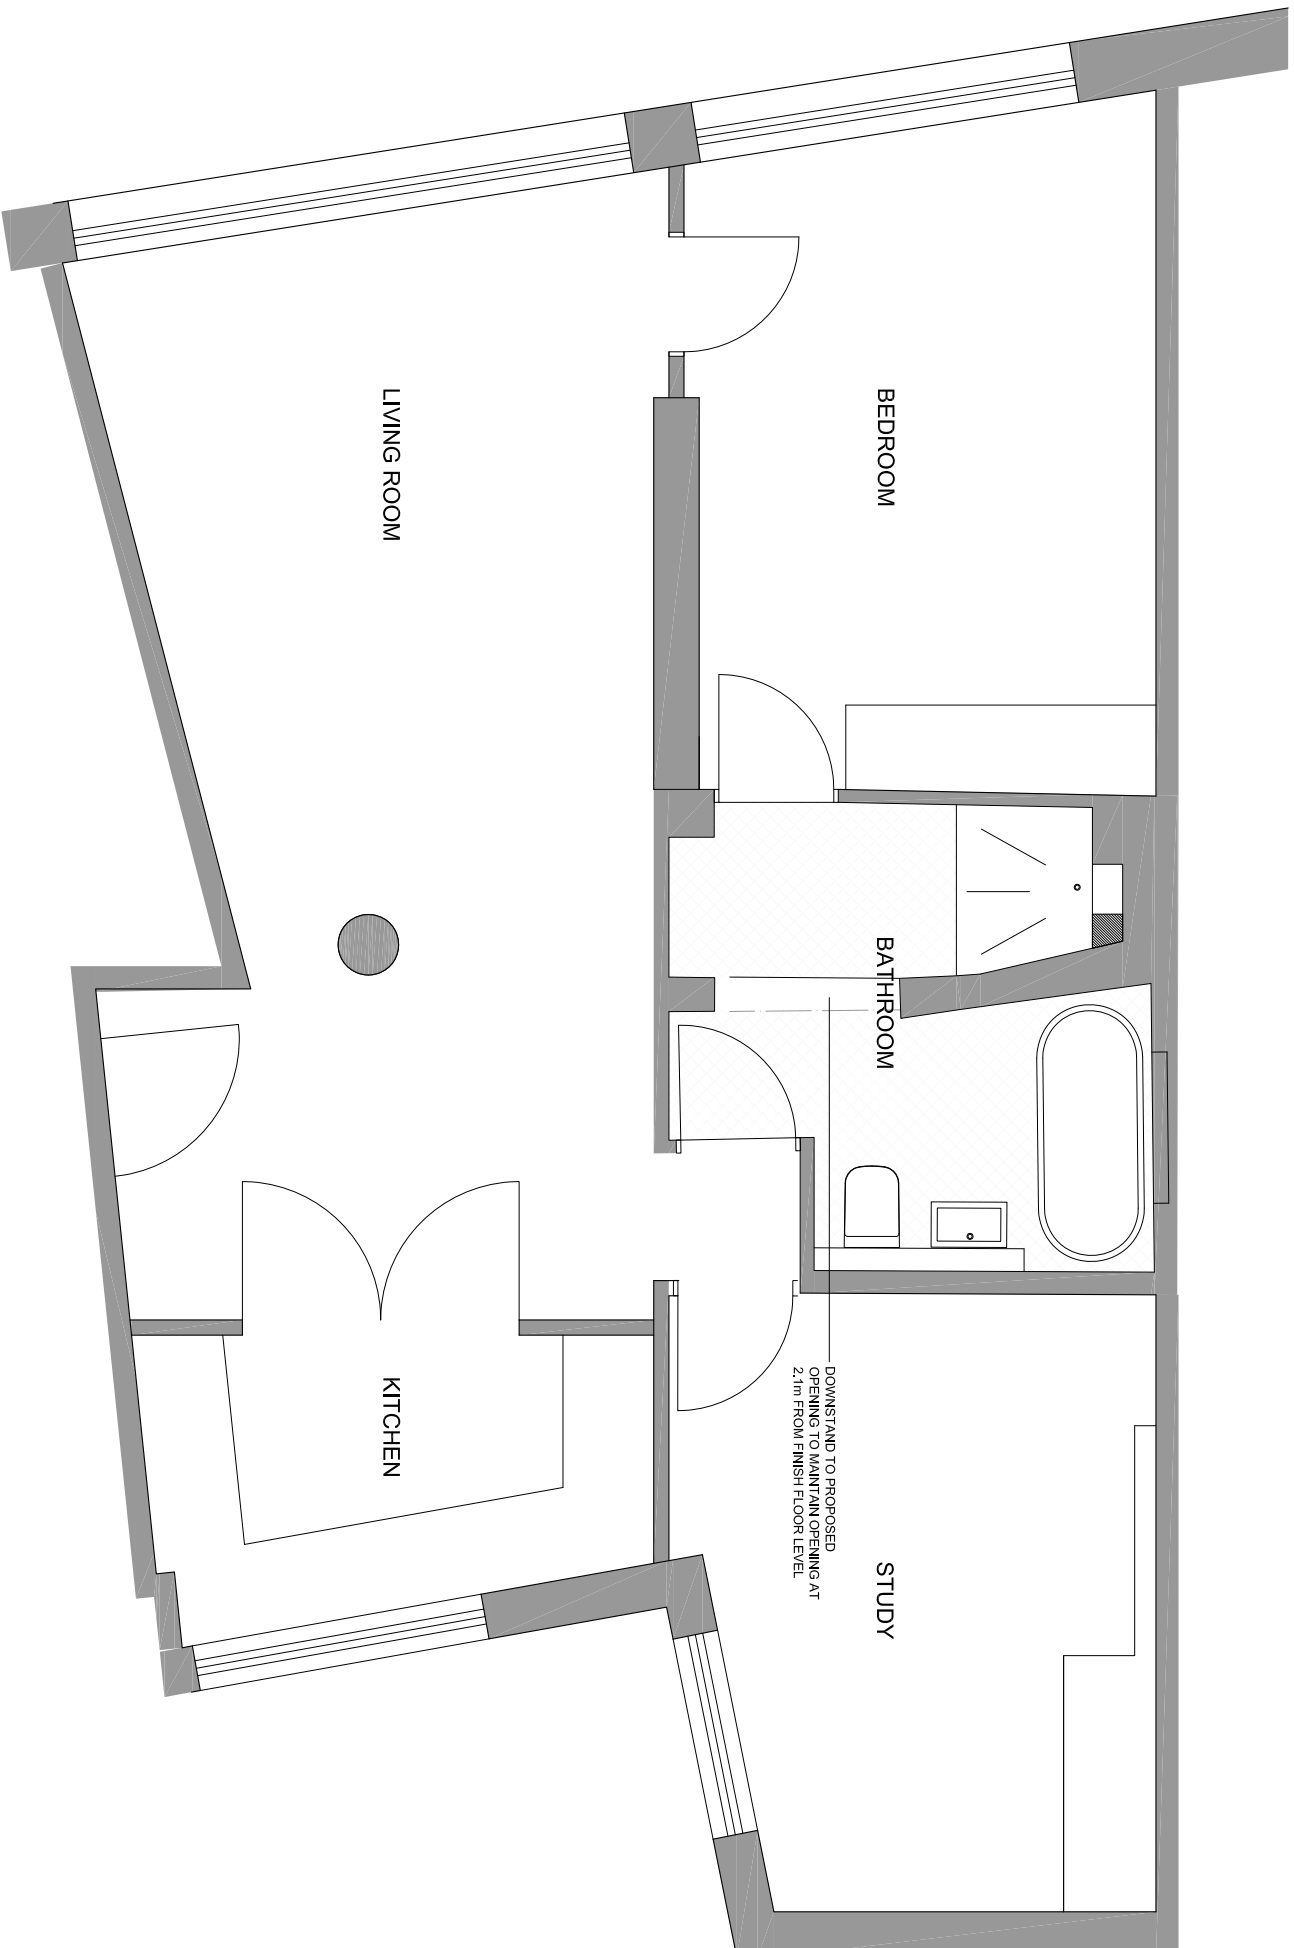 BEDROOM
LIVING ROOM
BATHROOM
STUDY
DOWNSTAND TO PROPOSED
OPENING TO MAINTAIN OPENING AT
2.1m FROM FINISH FLOOR LEVEL
KITCHEN